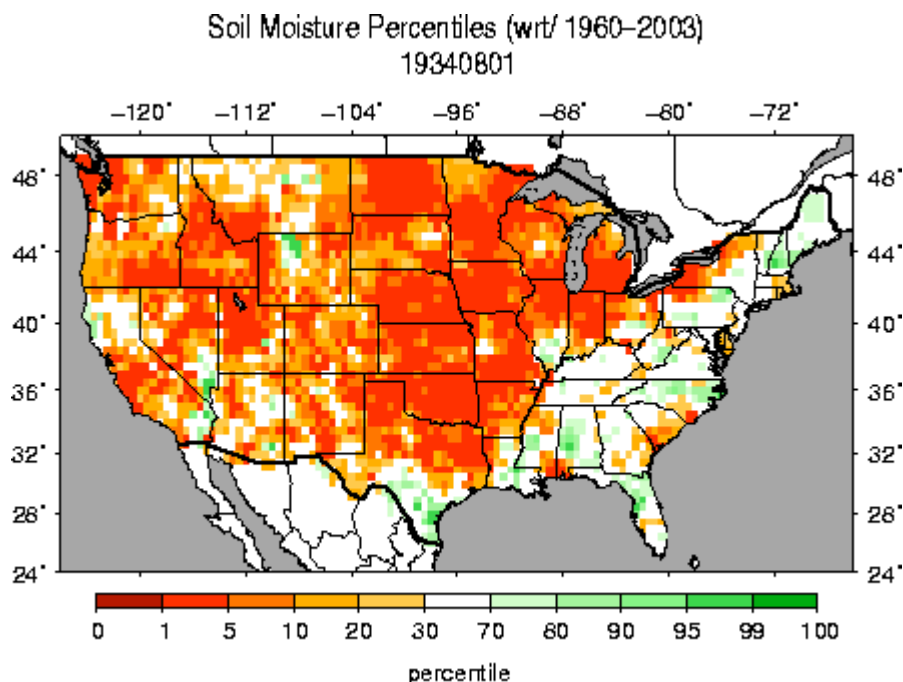 Soil Moisture Percentiles (wrt/ 1960–2003)
19340801
−120° −112° −104° −96° −88° −80° −72°
48° 48°
44° 44°
40° 40°
36° 36°
32° 32°
28° 28°
24° 24°
0 1 5 10 20 30 70 80 90 95 99 100
percentile